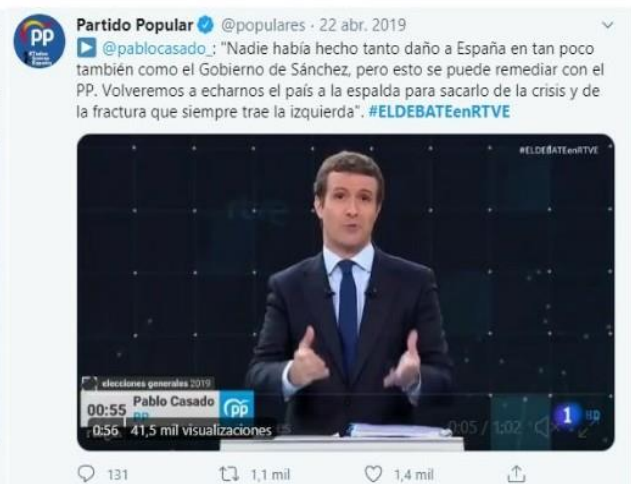 Partido Popular @populares · 22 abr. 2019
@pablocasado_: "Nadie había hecho tanto daño a España en tan poco
también como el Gobierno de Sánchez, pero esto se puede remediar con el
PP. Volveremos a echarnos el país a la espalda para sacarlo de la crisis y de
la fractura que siempre trae la izquierda". #ELDEBATEenRTVE
PP
#ELDEBATEenRTVE
elecciones generales 2019
00:55 Pablo Casado
PP
PP
0:56 41,5 mil visualizaciones
0:05 / 1:02
1 HD
131 1,1 mil 1,4 mil